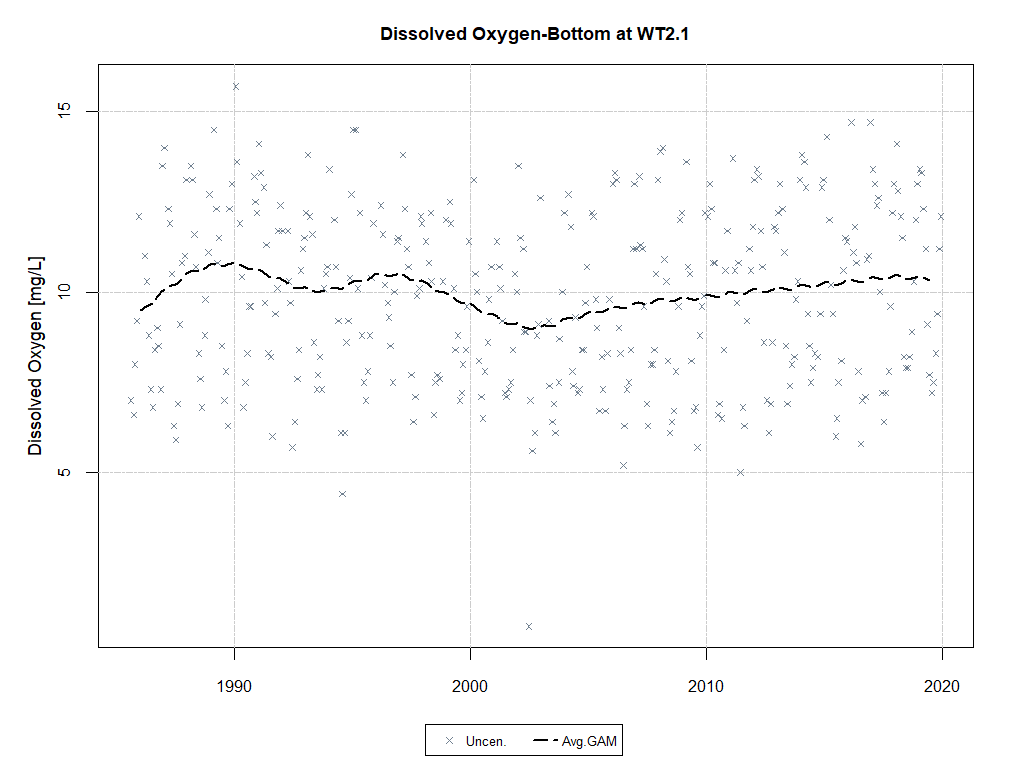 Dissolved Oxygen-Bottom at WT2.1
Dissolved Oxygen [mg/L]
15
10
5
1990 2000 2010 2020
Uncen. Avg.GAM